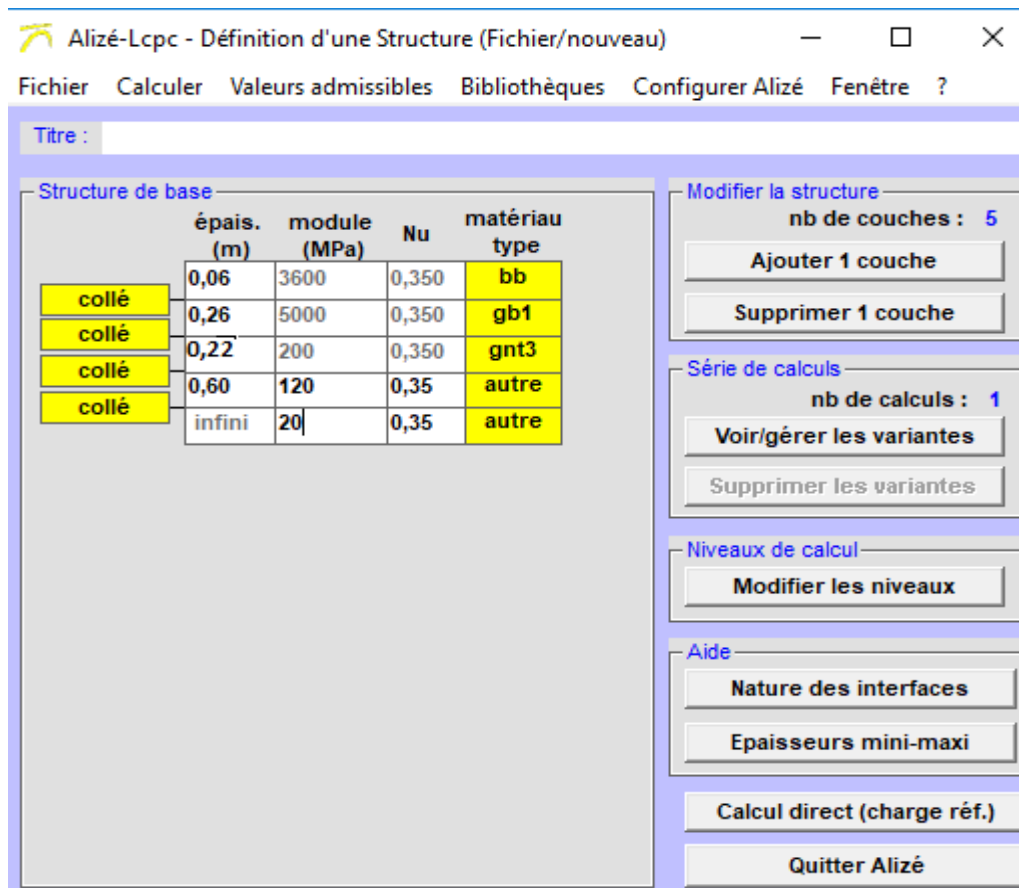 Alizé-Lcpc - Définition d'une Structure (Fichier/nouveau)
Fichier Calculer Valeurs admissibles Bibliothèques Configurer Alizé Fenêtre ?
Titre :
Structure de base
épais. (m) module (MPa) Nu matériau type
0,06 3600 0,350 bb
collé
0,26 5000 0,350 gb1
collé
0,22 200 0,350 gnt3
collé
0,60 120 0,35 autre
collé
infini 20 0,35 autre
Modifier la structure
nb de couches : 5
Ajouter 1 couche
Supprimer 1 couche
Série de calculs
nb de calculs : 1
Voir/gérer les variantes
Supprimer les variantes
Niveaux de calcul
Modifier les niveaux
Aide
Nature des interfaces
Epaisseurs mini-maxi
Calcul direct (charge réf.)
Quitter Alizé